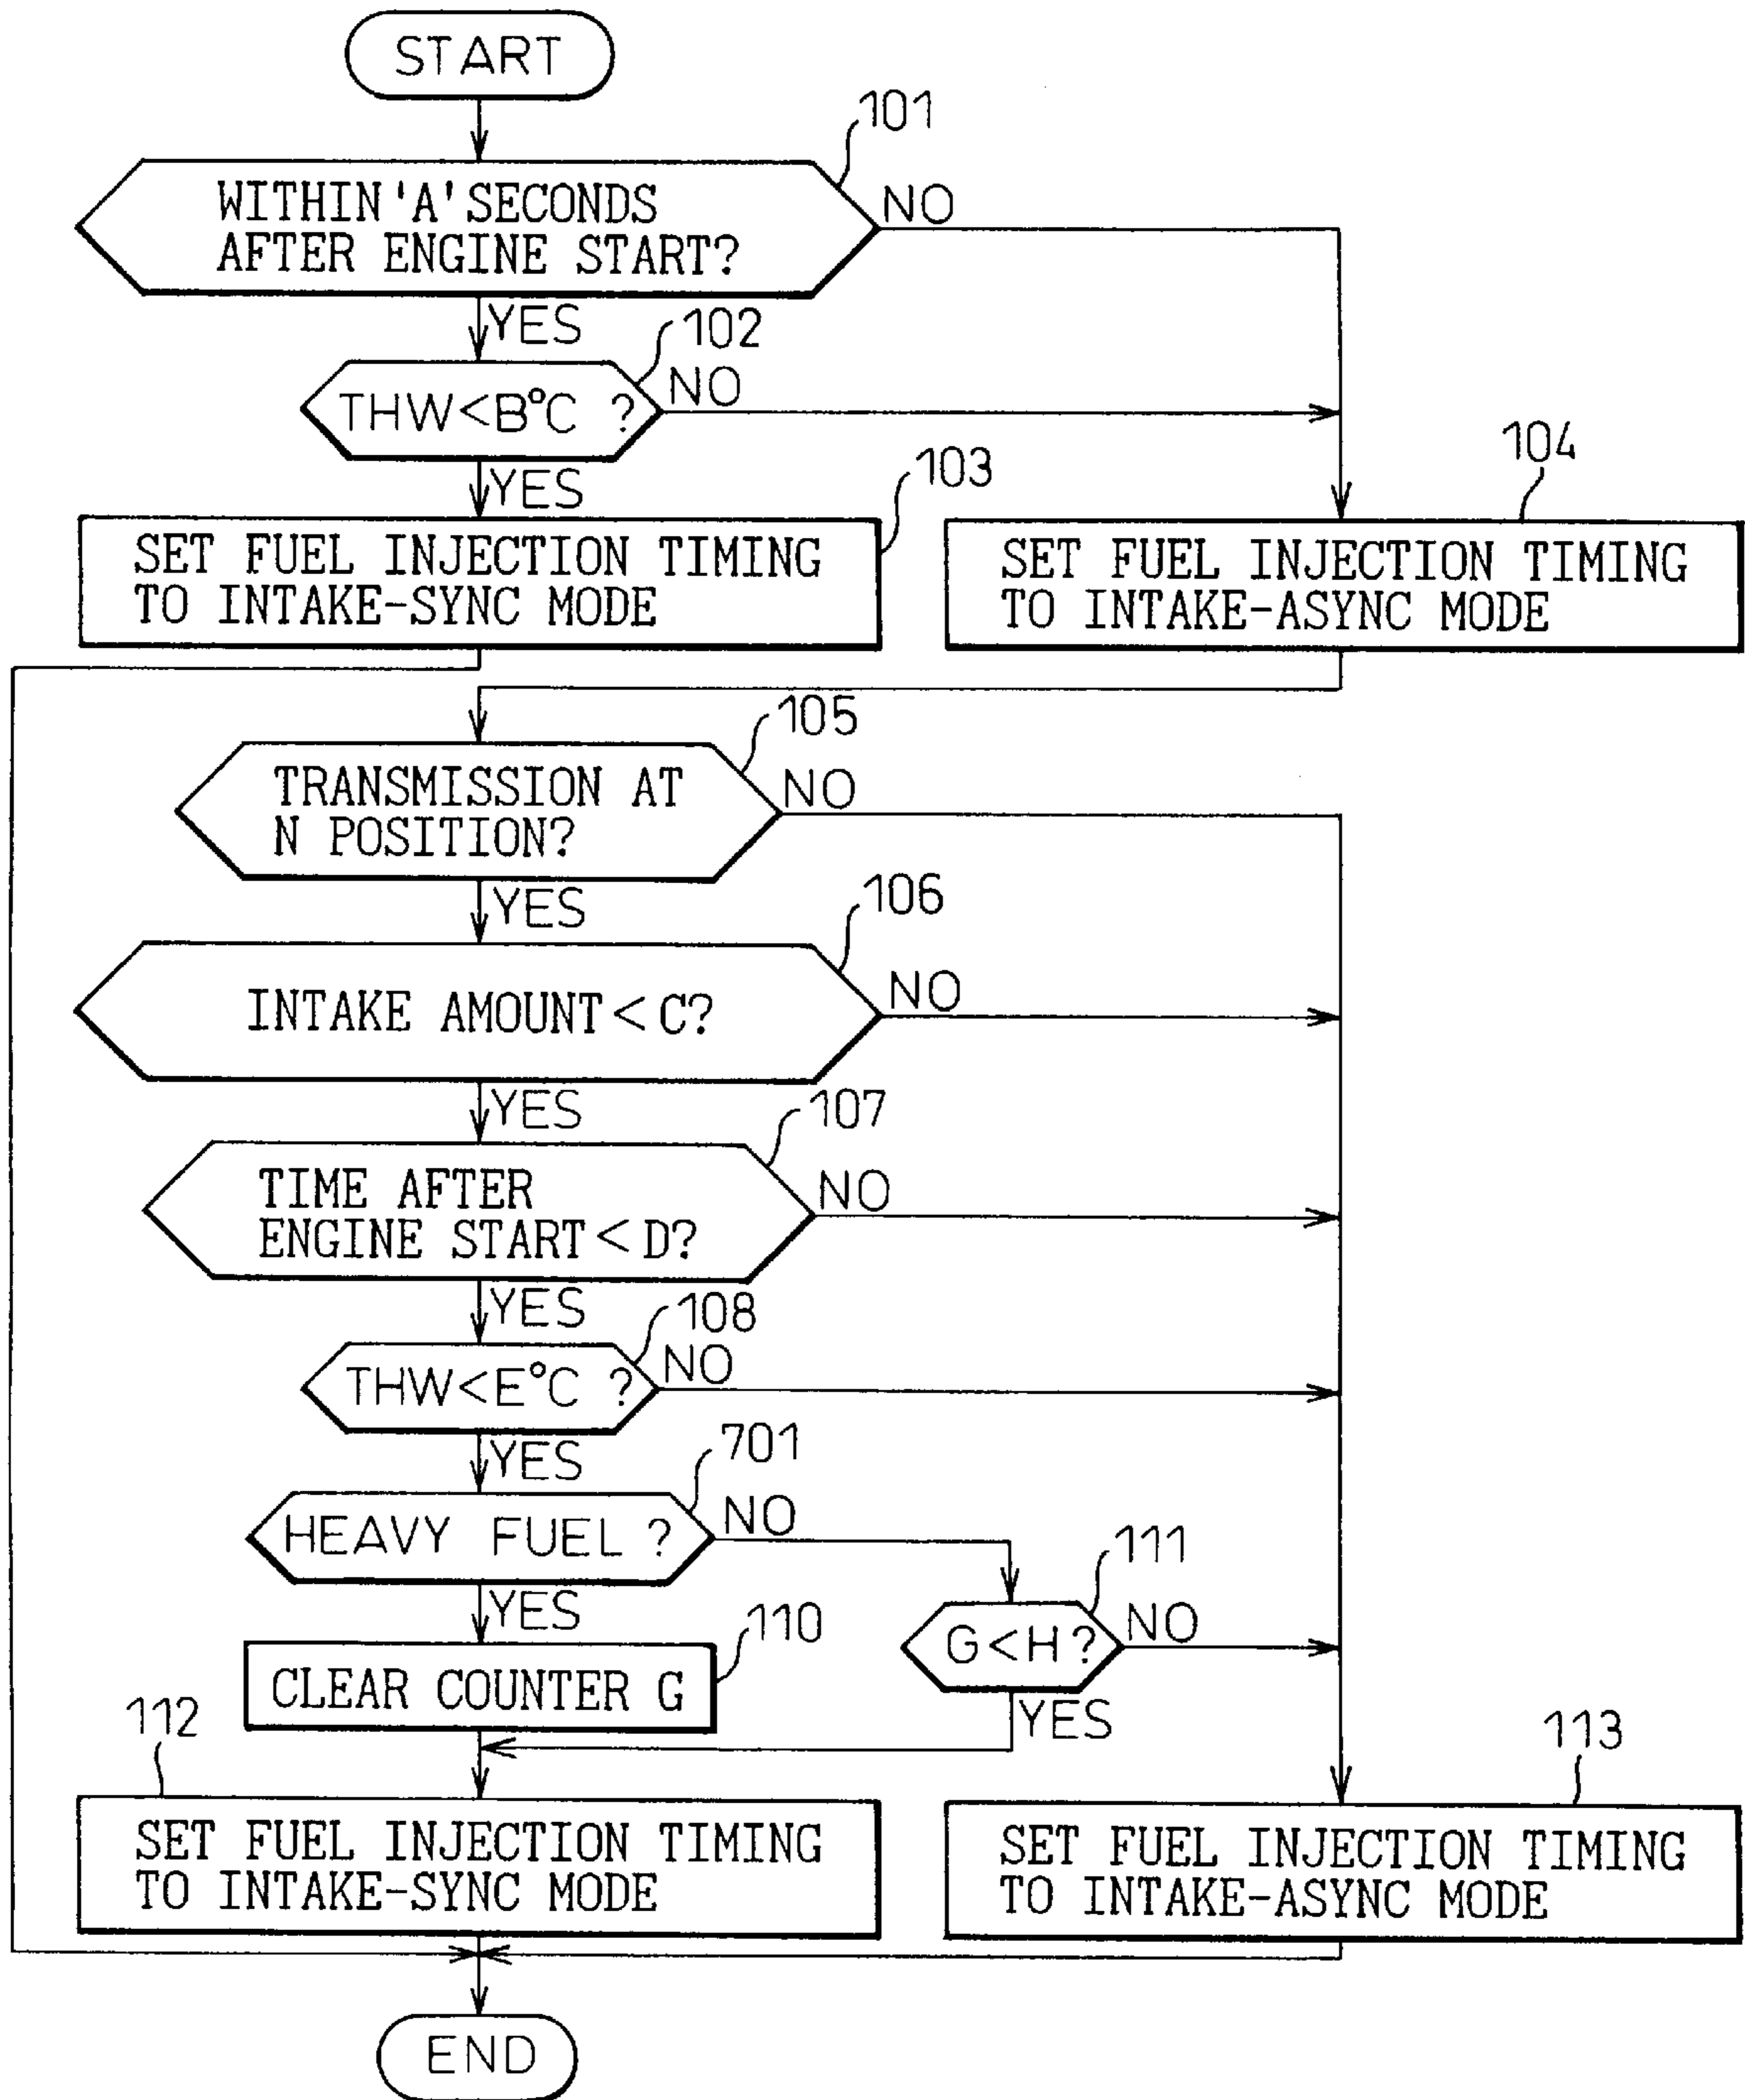 START
101
WITHIN 'A' SECONDS
AFTER ENGINE START?
NO
YES
102
THW<B°C ?
NO
YES
103
104
SET FUEL INJECTION TIMING
TO INTAKE-SYNC MODE
SET FUEL INJECTION TIMING
TO INTAKE-ASYNC MODE
105
TRANSMISSION AT
N POSITION?
NO
YES
106
INTAKE AMOUNT < C?
NO
YES
107
TIME AFTER
ENGINE START < D?
NO
YES
108
THW<E°C ?
NO
YES
701
HEAVY FUEL ?
NO
YES
111
G<H?
NO
YES
110
CLEAR COUNTER G
112
113
SET FUEL INJECTION TIMING
TO INTAKE-SYNC MODE
SET FUEL INJECTION TIMING
TO INTAKE-ASYNC MODE
END